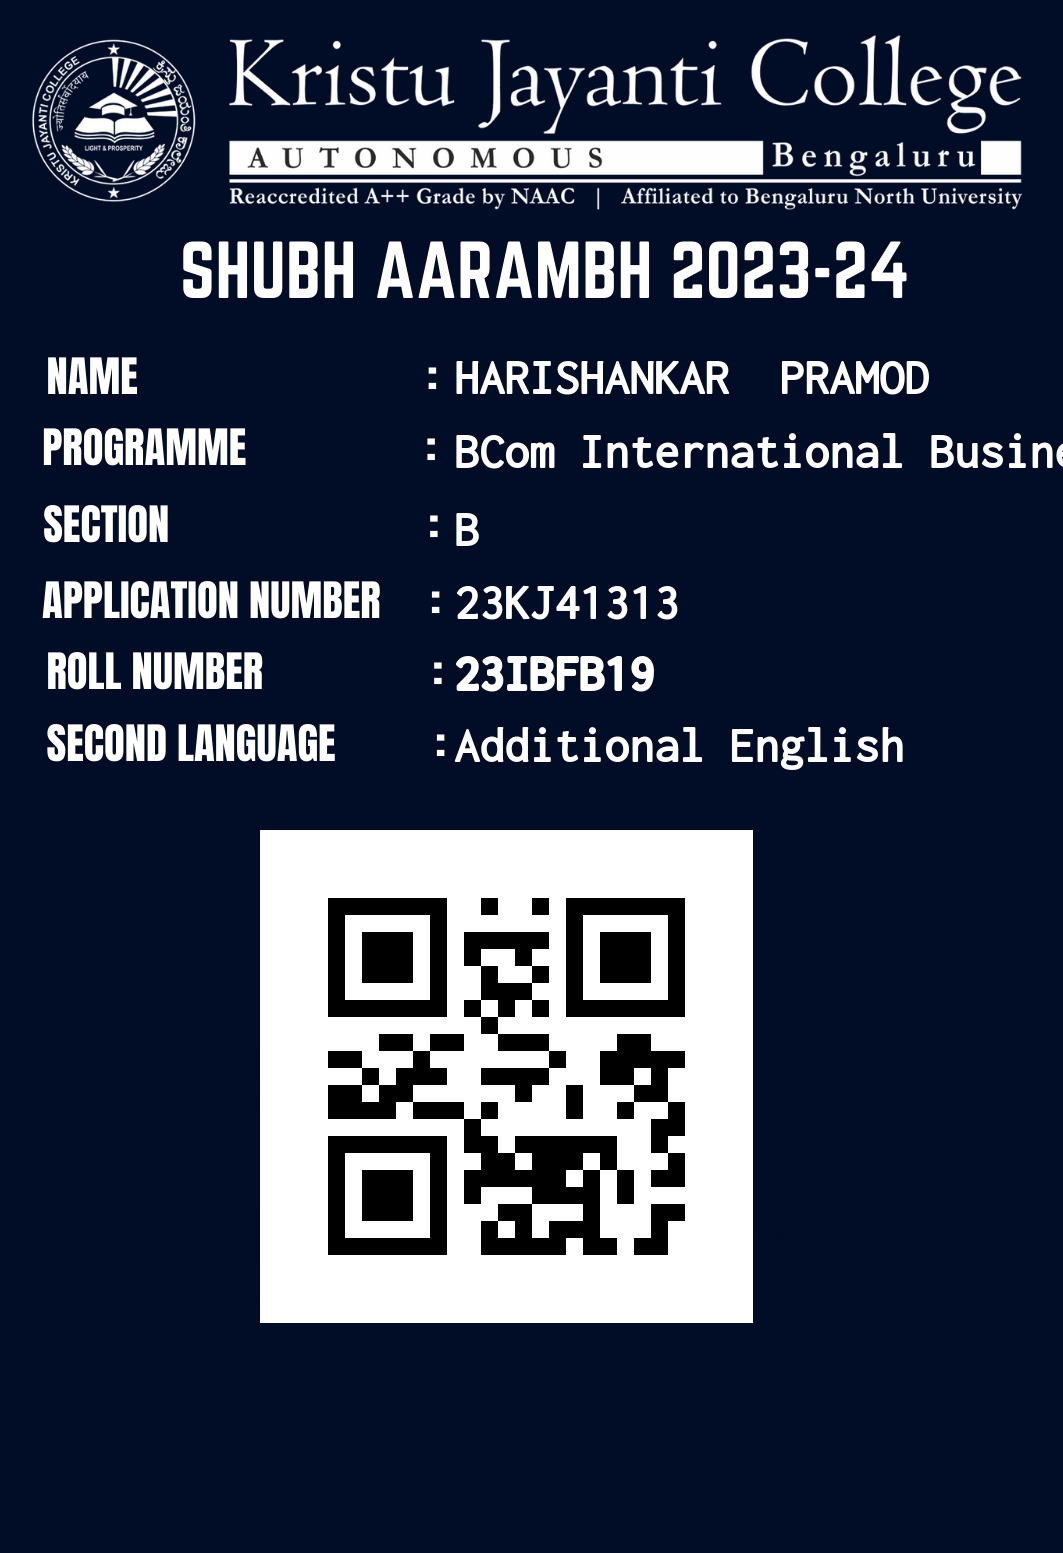 Kristu Jayanti College
AUTONOMOUS Bengaluru
Reaccredited A++ Grade by NAAC | Affiliated to Bengaluru North University
KRISTU JAYANTI COLLEGE
LIGHT & PROSPERITY
SHUBH AARAMBH 2023-24
NAME : HARISHANKAR PRAMOD
PROGRAMME : BCom International Busine
SECTION : B
APPLICATION NUMBER : 23KJ41313
ROLL NUMBER : 23IBFB19
SECOND LANGUAGE : Additional English